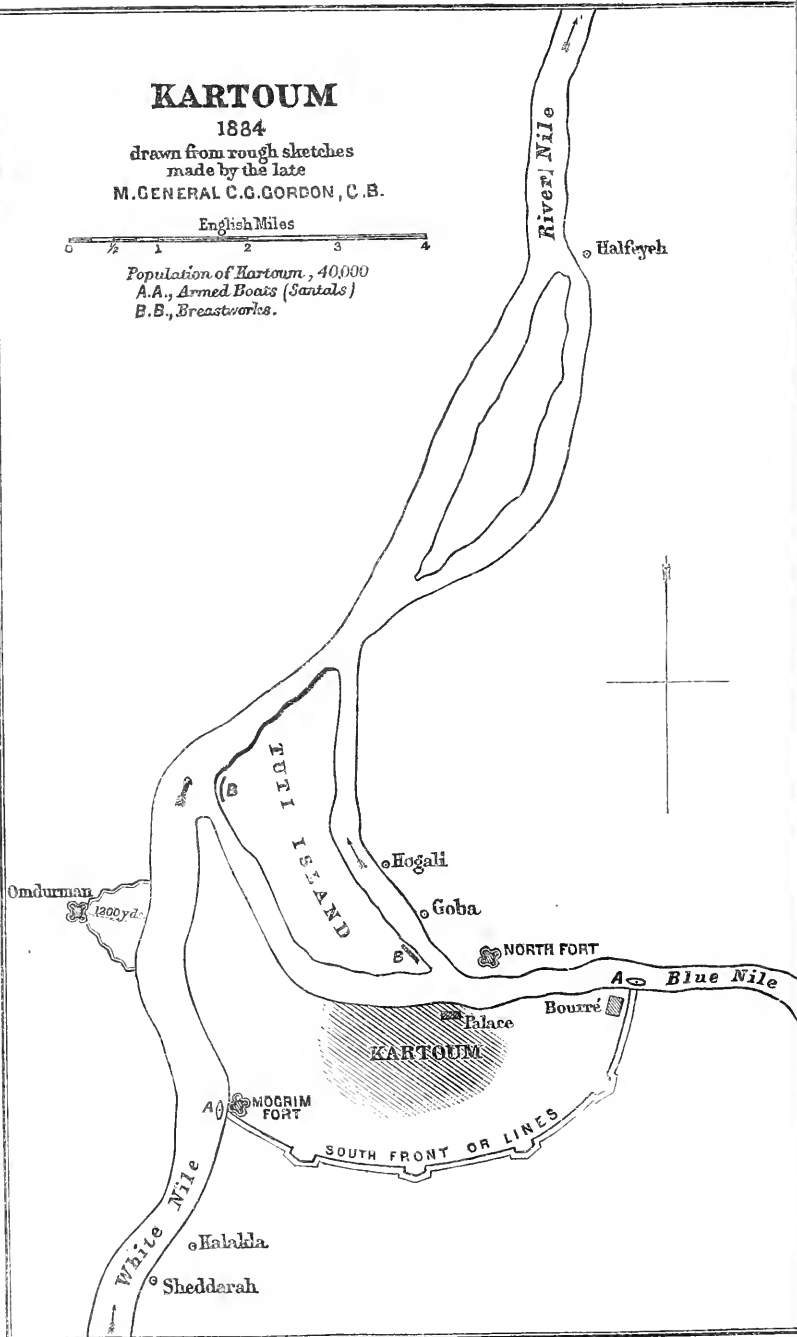 KARTOUM
1884
drawn from rough sketches
made by the late
M.GENERAL C.G.GORDON, C.B.
English Miles
0 ½ 1 2 3 4
Population of Kartoum, 40,000
A.A., Armed Boats (Santals)
B.B., Breastworks.
River Nile
Halfeyeh
TUTI ISLAND
B
Hogali
Omdurman
1200 yds
Goba
B
NORTH FORT
A
Blue Nile
Bourré
Palace
KARTOUM
A
MOGRIM
FORT
SOUTH FRONT OR LINES
White Nile
Kalakla
Sheddarah